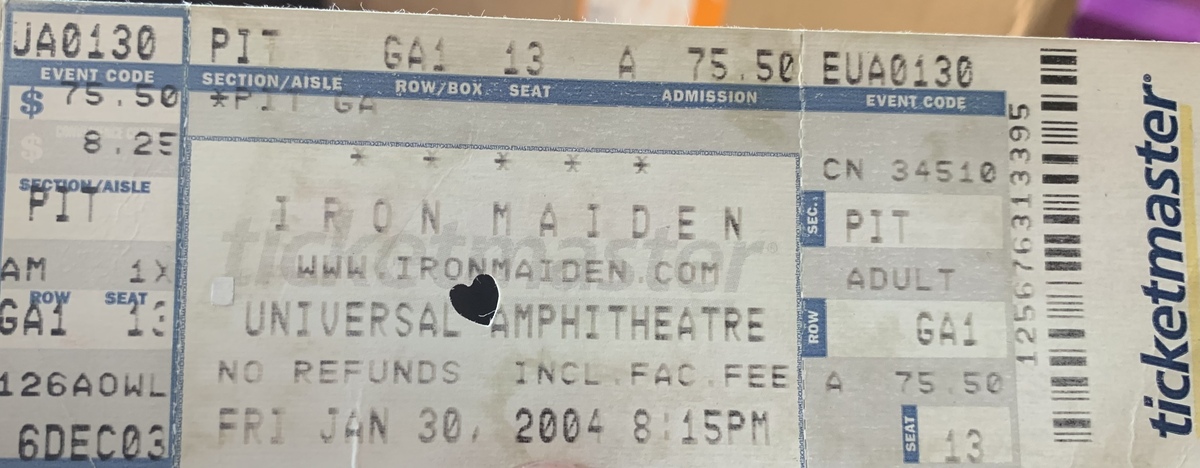 UA0130
EVENT CODE
$ 75.50
$ 8.25
SECTION/AISLE
PIT
AM 1X
ROW SEAT
GA1 13
126AOWL
6DEC03
PIT GA1 13 A 75.50
SECTION/AISLE ROW/BOX SEAT ADMISSION
*PIT GA
* * * * *
IRON MAIDEN
ticketmaster®
WWW.IRONMAIDEN.COM
UNIVERSAL AMPHITHEATRE
NO REFUNDS INCL.FAC.FEE
FRI JAN 30, 2004 8:15PM
EUA0130
EVENT CODE
CN 34510
SEC. PIT
ADULT
ROW GA1
A 75.50
SEAT 13
125676313395
ticketmaster®